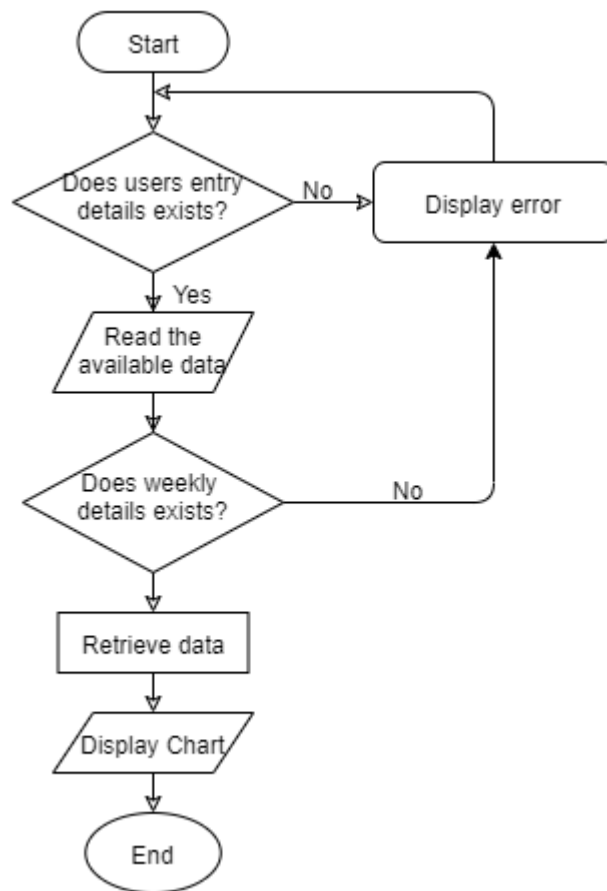 Start
Does users entry
details exists?
No
Display error
Yes
Read the
available data
Does weekly
details exists?
No
Retrieve data
Display Chart
End